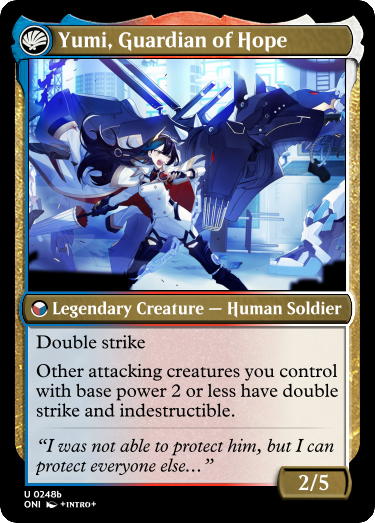 Yumi, Guardian of Hope
Legendary Creature — Human Soldier
Double strike
Other attacking creatures you control
with base power 2 or less have double
strike and indestructible.
“I was not able to protect him, but I can
protect everyone else…”
2/5
U 0248b
ONI +INTRO+